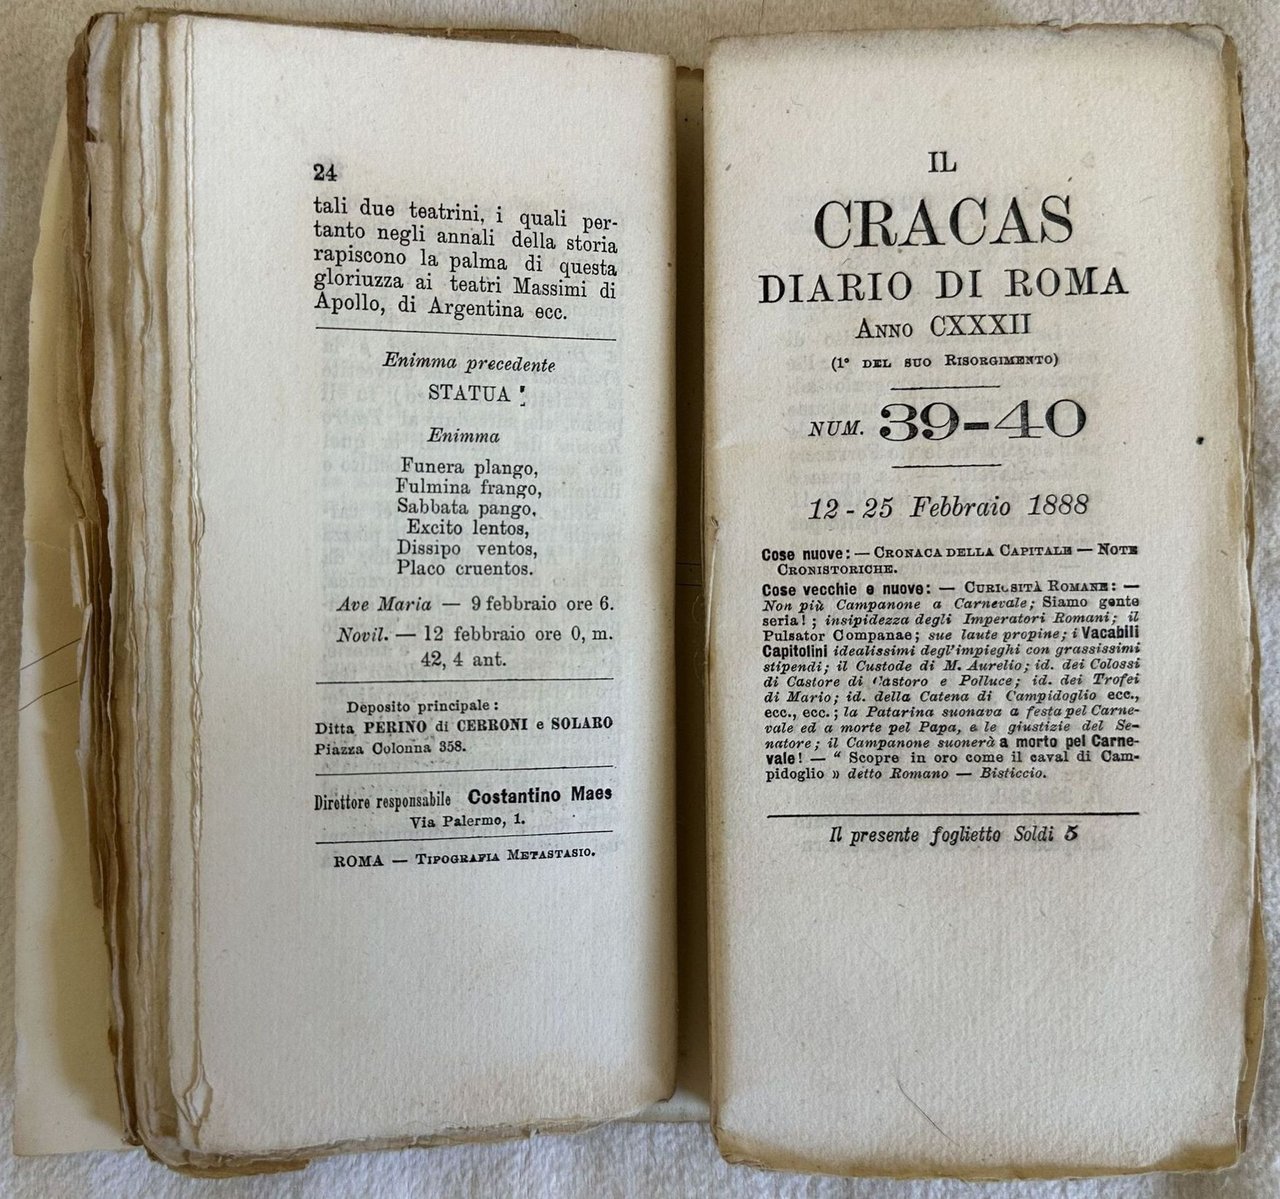 24
tali due teatrini, i quali per-
tanto negli annali della storia
rapiscono la palma di questa
gloriuzza ai teatri Massimi di
Apollo, di Argentina ecc.
Enimma precedente
STATUA
Enimma
Funera plango,
Fulmina frango,
Sabbata pango,
Excito lentos,
Dissipo ventos,
Placo cruentos.
Ave Maria — 9 febbraio ore 6.
Novil. — 12 febbraio ore 0, m.
42, 4 ant.
Deposito principale :
Ditta PERINO di CERRONI e SOLARO
Piazza Colonna 358.
Direttore responsabile Costantino Maes
Via Palermo, 1.
ROMA — TIPOGRAFIA METASTASIO.
IL
CRACAS
DIARIO DI ROMA
ANNO CXXXII
(1° DEL SUO RISORGIMENTO)
NUM. 39-40
12 - 25 Febbraio 1888
Cose nuove: — CRONACA DELLA CAPITALE — NOTE
CRONISTORICHE.
Cose vecchie e nuove: — CURIOSITÀ ROMANE: —
Non più Campanone a Carnevale; Siamo gente
seria! ; insipidezza degli Imperatori Romani; il
Pulsator Companae; sue laute propine; i Vacabili
Capitolini idealissimi degl'impieghi con grassissimi
stipendi; il Custode di M. Aurelio; id. dei Colossi
di Castore di Castoro e Polluce; id. dei Trofei
di Mario; id. della Catena di Campidoglio ecc.,
ecc., ecc. ; la Patarina suonava a festa pel Carne-
vale ed a morte pel Papa, e le giustizie del Se-
natore; il Campanone suonerà a morto pel Carne-
vale! — “ Scopre in oro come il caval di Cam-
pidoglio » detto Romano — Bisticcio.
Il presente foglietto Soldi 5